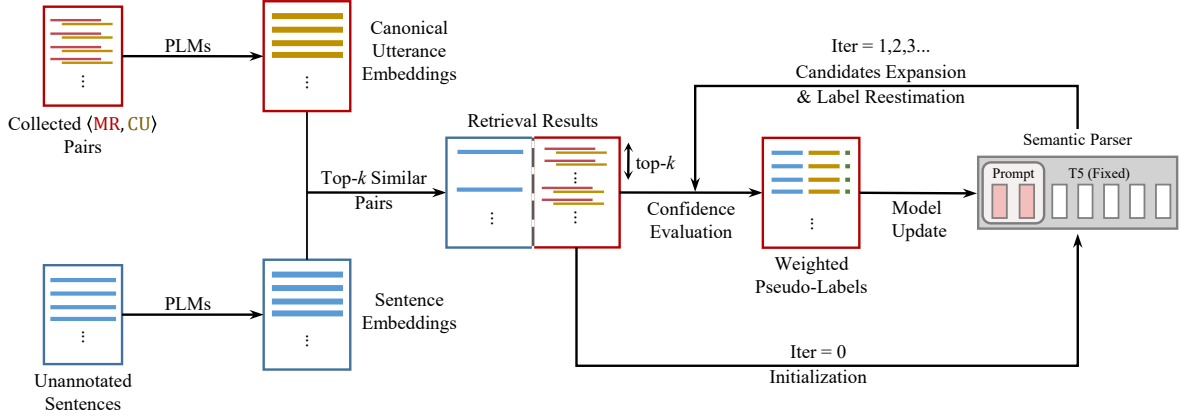 PLMs
Collected ⟨MR, CU⟩
Pairs
Canonical
Utterance
Embeddings
Unannotated
Sentences
PLMs
Sentence
Embeddings
Top-k Similar
Pairs
Retrieval Results
top-k
Confidence
Evaluation
Iter = 1,2,3...
Candidates Expansion
& Label Reestimation
Weighted
Pseudo-Labels
Model
Update
Semantic Parser
Prompt
T5 (Fixed)
Iter = 0
Initialization